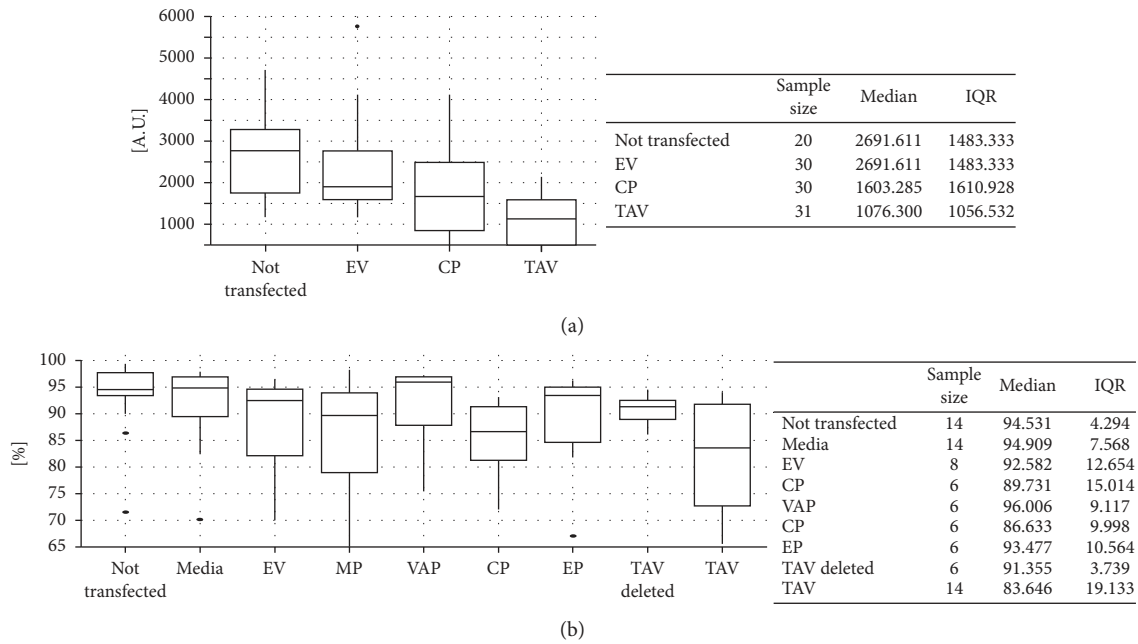 6000
5000
4000
3000
2000
1000
[A.U.]
Not transfected
EV
CP
TAV
Sample size Median IQR
Not transfected 20 2691.611 1483.333
EV 30 2691.611 1483.333
CP 30 1603.285 1610.928
TAV 31 1076.300 1056.532
(a)
100
95
90
85
80
75
70
65
[%]
Not transfected
Media
EV
MP
VAP
CP
EP
TAV deleted
TAV
Sample size Median IQR
Not transfected 14 94.531 4.294
Media 14 94.909 7.568
EV 8 92.582 12.654
CP 6 89.731 15.014
VAP 6 96.006 9.117
CP 6 86.633 9.998
EP 6 93.477 10.564
TAV deleted 6 91.355 3.739
TAV 14 83.646 19.133
(b)